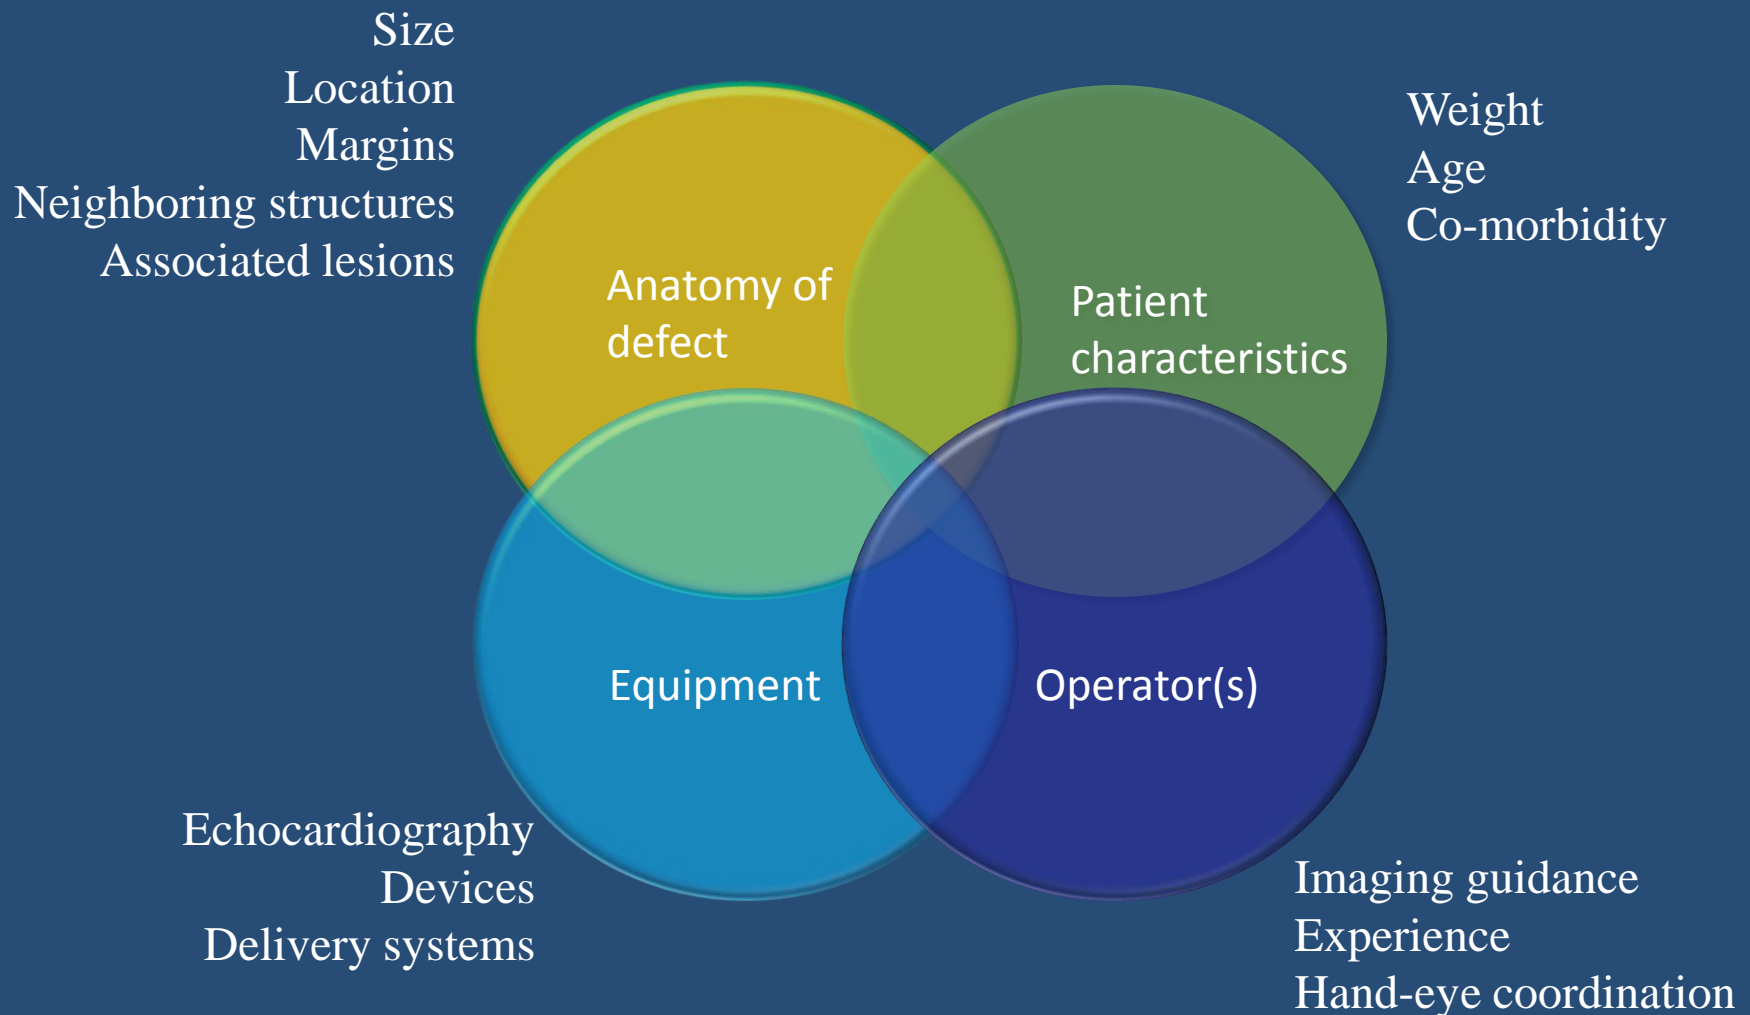 Size
Location
Margins
Neighboring structures
Associated lesions
Weight
Age
Co-morbidity
Anatomy of
defect
Patient
characteristics
Equipment
Operator(s)
Echocardiography
Devices
Delivery systems
Imaging guidance
Experience
Hand-eye coordination